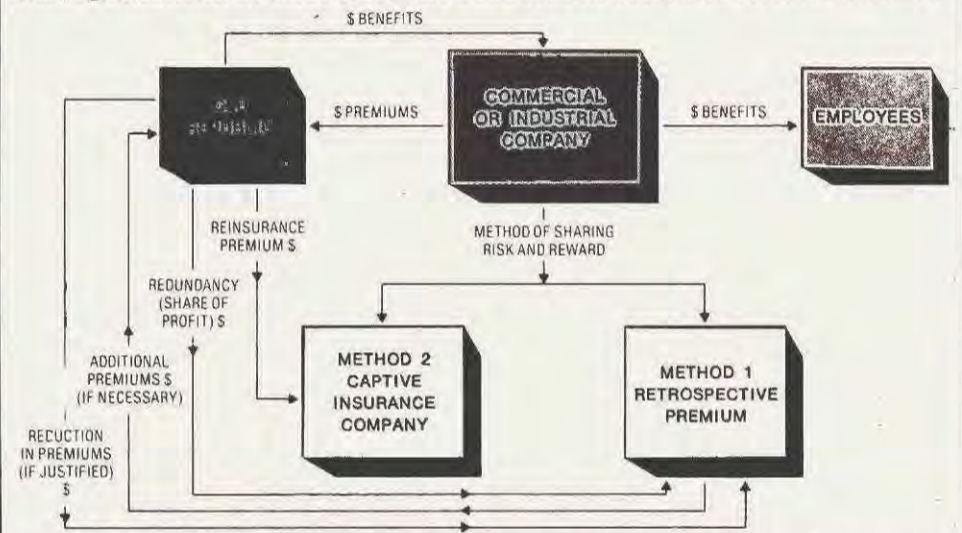 $ BENEFITS
COMMERCIAL
OR INDUSTRIAL
COMPANY
$ PREMIUMS
$ BENEFITS
EMPLOYEES
REINSURANCE
PREMIUM $
METHOD OF SHARING
RISK AND REWARD
REDUNDANCY
(SHARE OF
PROFIT) $
METHOD 2
CAPTIVE
INSURANCE
COMPANY
METHOD 1
RETROSPECTIVE
PREMIUM
ADDITIONAL
PREMIUMS $
(IF NECESSARY)
REDUCTION
IN PREMIUMS
(IF JUSTIFIED)
$